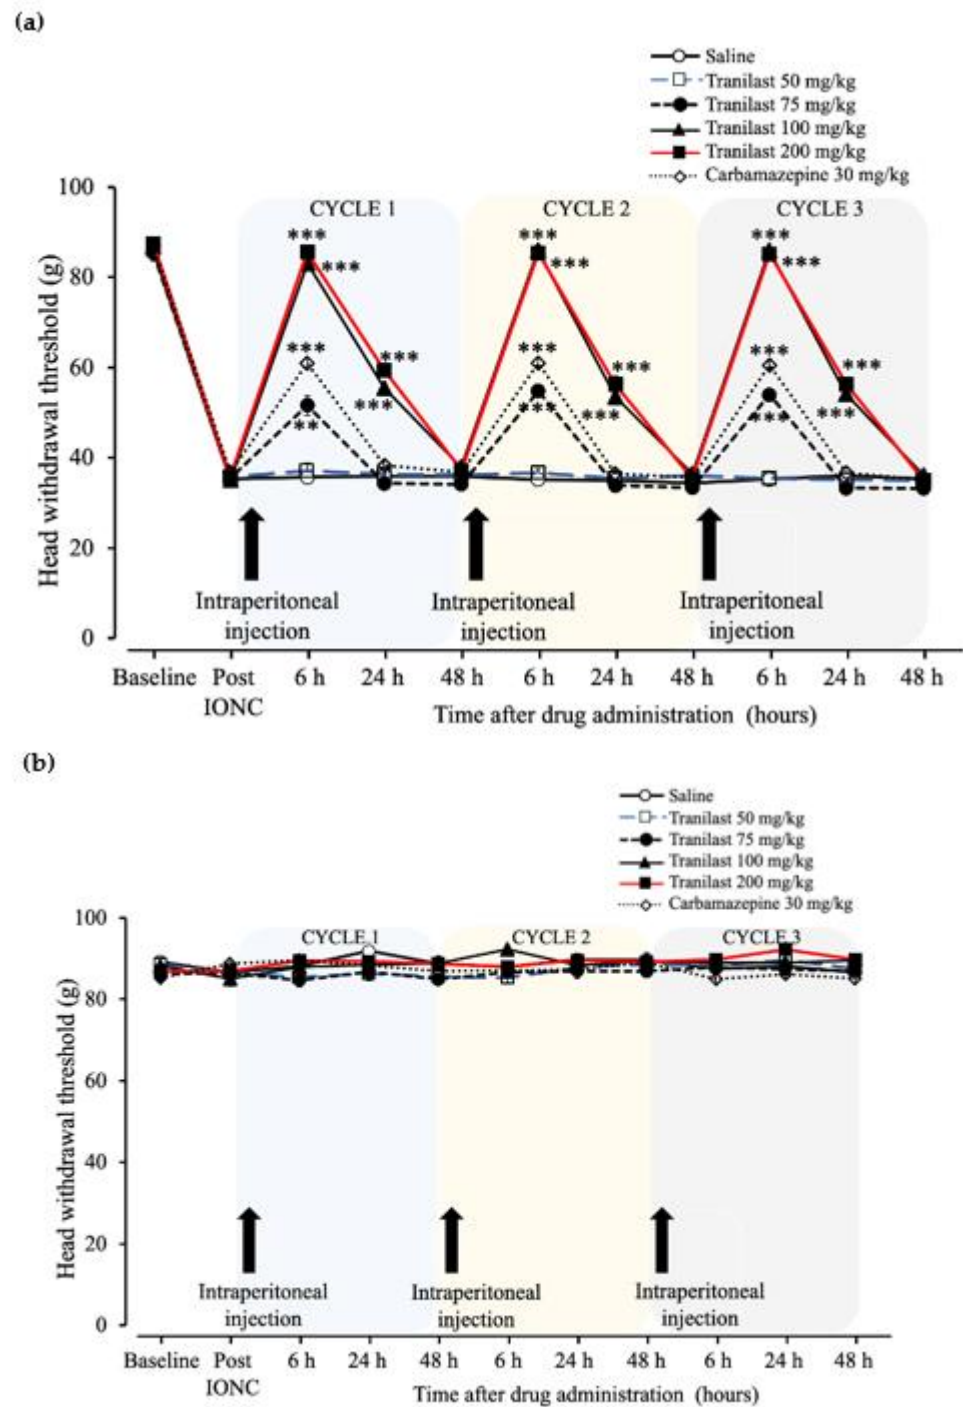 (a)
Saline
Tranilast 50 mg/kg
Tranilast 75 mg/kg
Tranilast 100 mg/kg
Tranilast 200 mg/kg
Carbamazepine 30 mg/kg
Head withdrawal threshold (g)
100
80
60
40
20
0
CYCLE 1
CYCLE 2
CYCLE 3
*** *** ***
*** *** ***
*** *** ***
*** *** ***
*** *** ***
** *** ***
Intraperitoneal
injection
Intraperitoneal
injection
Intraperitoneal
injection
Baseline Post 6 h 24 h 48 h 6 h 24 h 48 h 6 h 24 h 48 h
IONC
Time after drug administration (hours)
(b)
Saline
Tranilast 50 mg/kg
Tranilast 75 mg/kg
Tranilast 100 mg/kg
Tranilast 200 mg/kg
Carbamazepine 30 mg/kg
Head withdrawal threshold (g)
100
80
60
40
20
0
CYCLE 1
CYCLE 2
CYCLE 3
Intraperitoneal
injection
Intraperitoneal
injection
Intraperitoneal
injection
Baseline Post 6 h 24 h 48 h 6 h 24 h 48 h 6 h 24 h 48 h
IONC
Time after drug administration (hours)